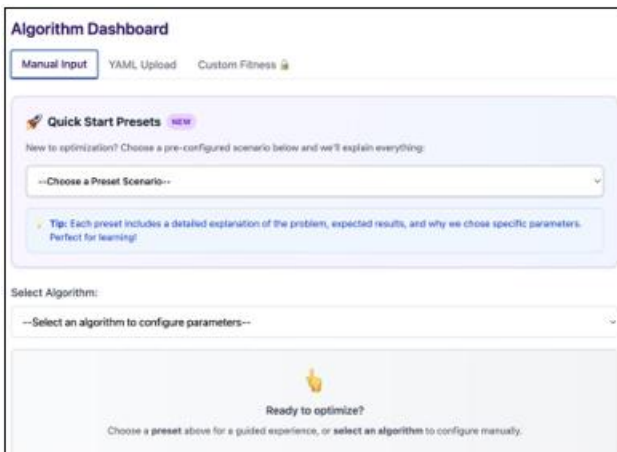 Algorithm Dashboard
Manual Input YAML Upload Custom Fitness
Quick Start Presets NEW
New to optimization? Choose a pre-configured scenario below and we'll explain everything:
--Choose a Preset Scenario--
Tip: Each preset includes a detailed explanation of the problem, expected results, and why we chose specific parameters.
Perfect for learning!
Select Algorithm:
--Select an algorithm to configure parameters--
Ready to optimize?
Choose a preset above for a guided experience, or select an algorithm to configure manually.